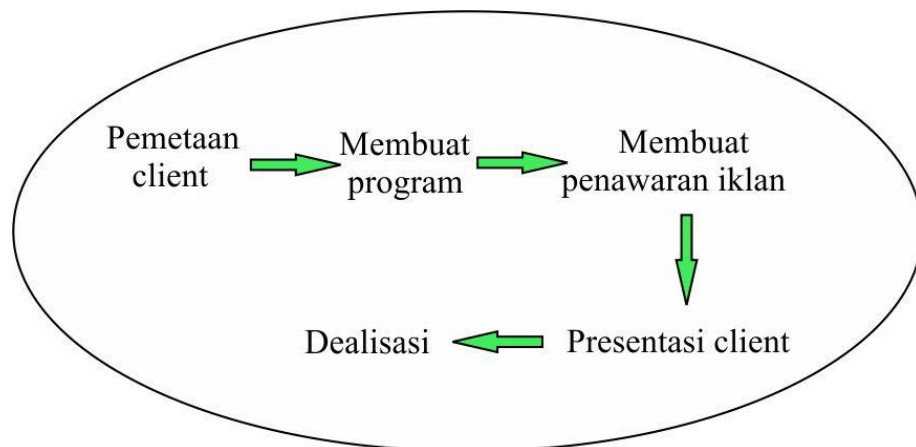 Pemetaan
client
Membuat
program
Membuat
penawaran iklan
Presentasi client
Dealisasi